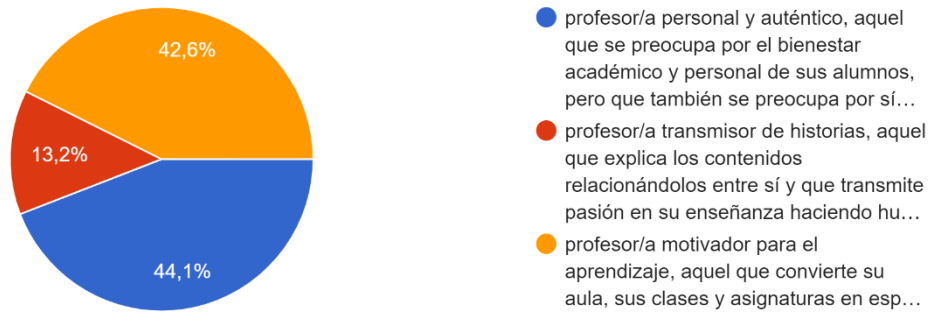 42,6%
13,2%
44,1%
profesor/a personal y auténtico, aquel
que se preocupa por el bienestar
académico y personal de sus alumnos,
pero que también se preocupa por sí…
profesor/a transmisor de historias, aquel
que explica los contenidos
relacionándolos entre sí y que transmite
pasión en su enseñanza haciendo hu…
profesor/a motivador para el
aprendizaje, aquel que convierte su
aula, sus clases y asignaturas en esp…